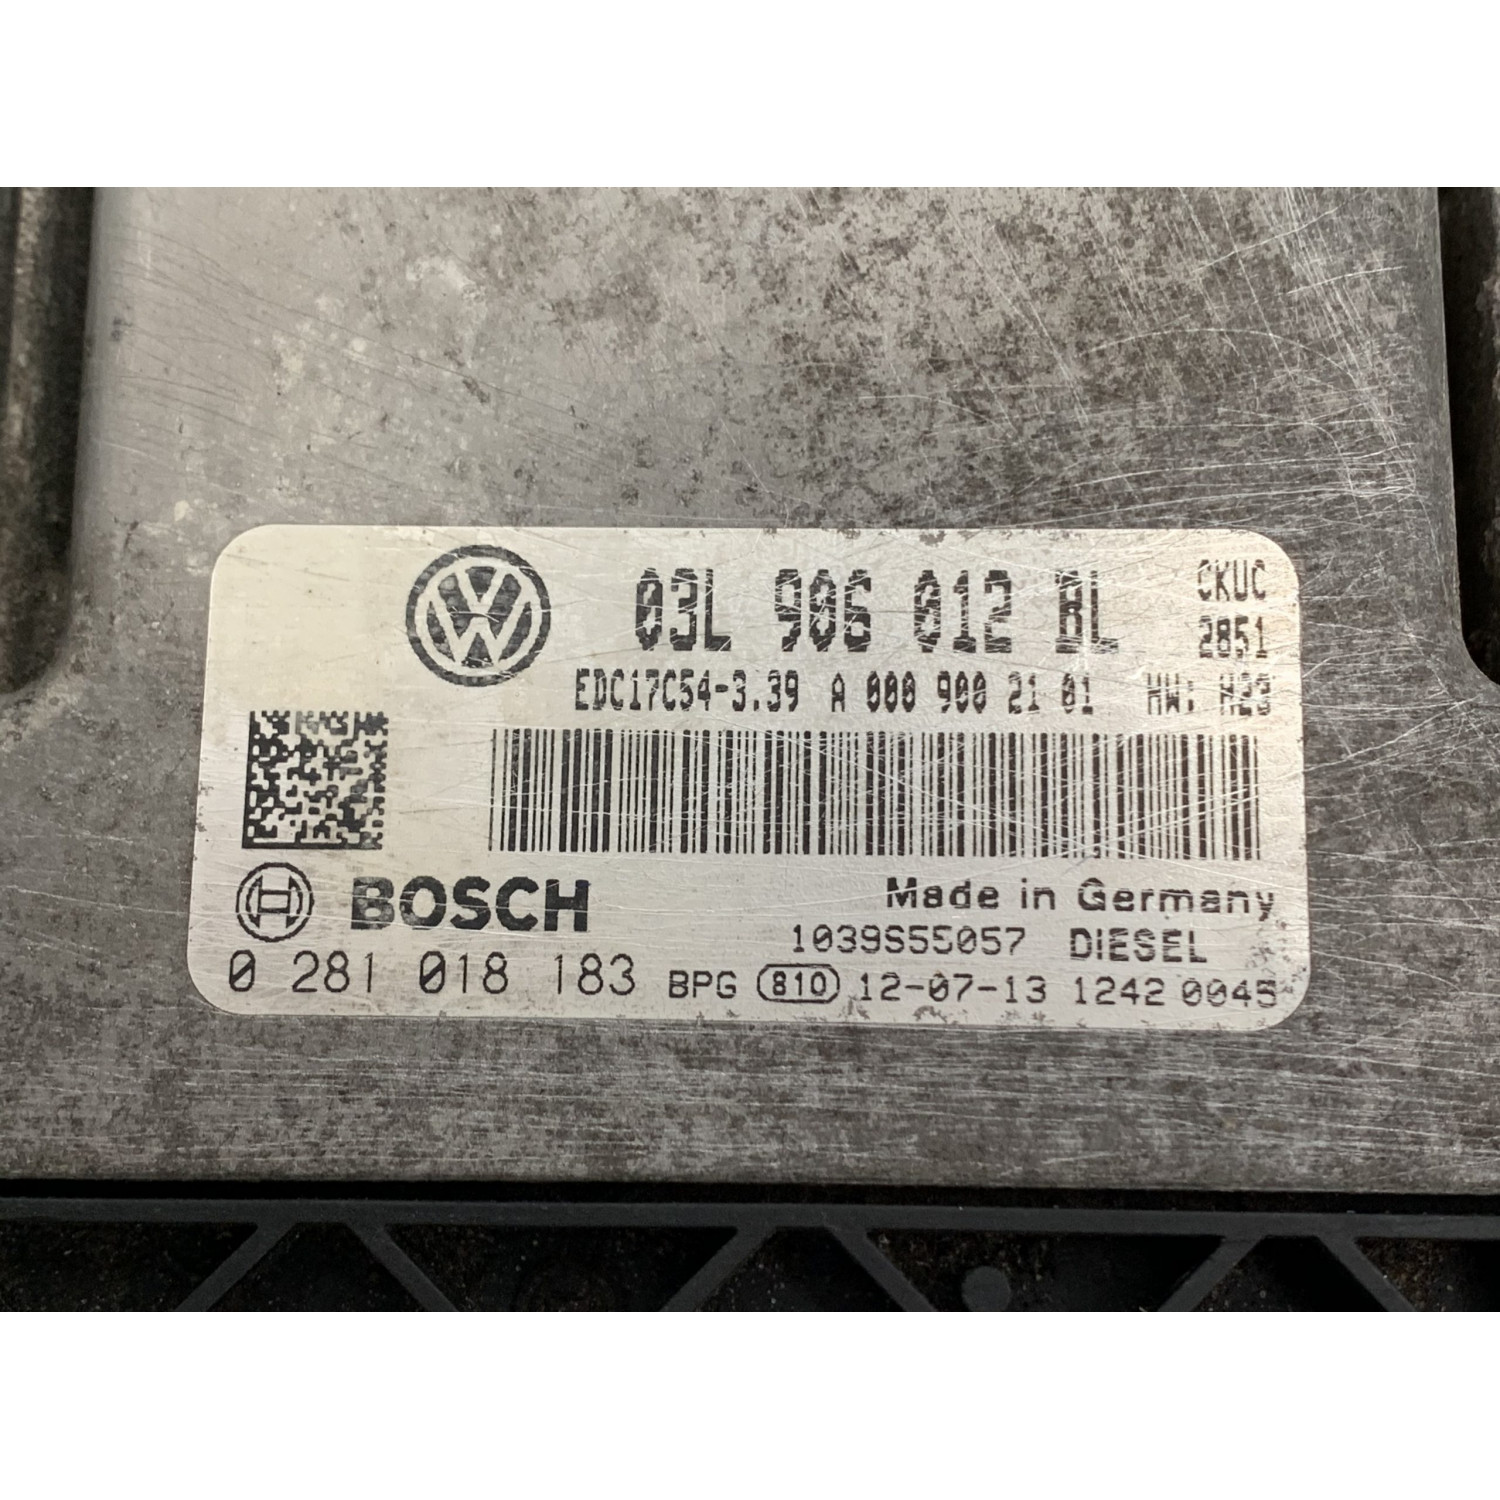 03L 906 012 BL
CKUC
2851
EDC17C54-3.39 A 000 900 21 01 HW: H23
BOSCH
Made in Germany
1039S55057 DIESEL
0 281 018 183 BPG 810 12-07-13 1242 0045